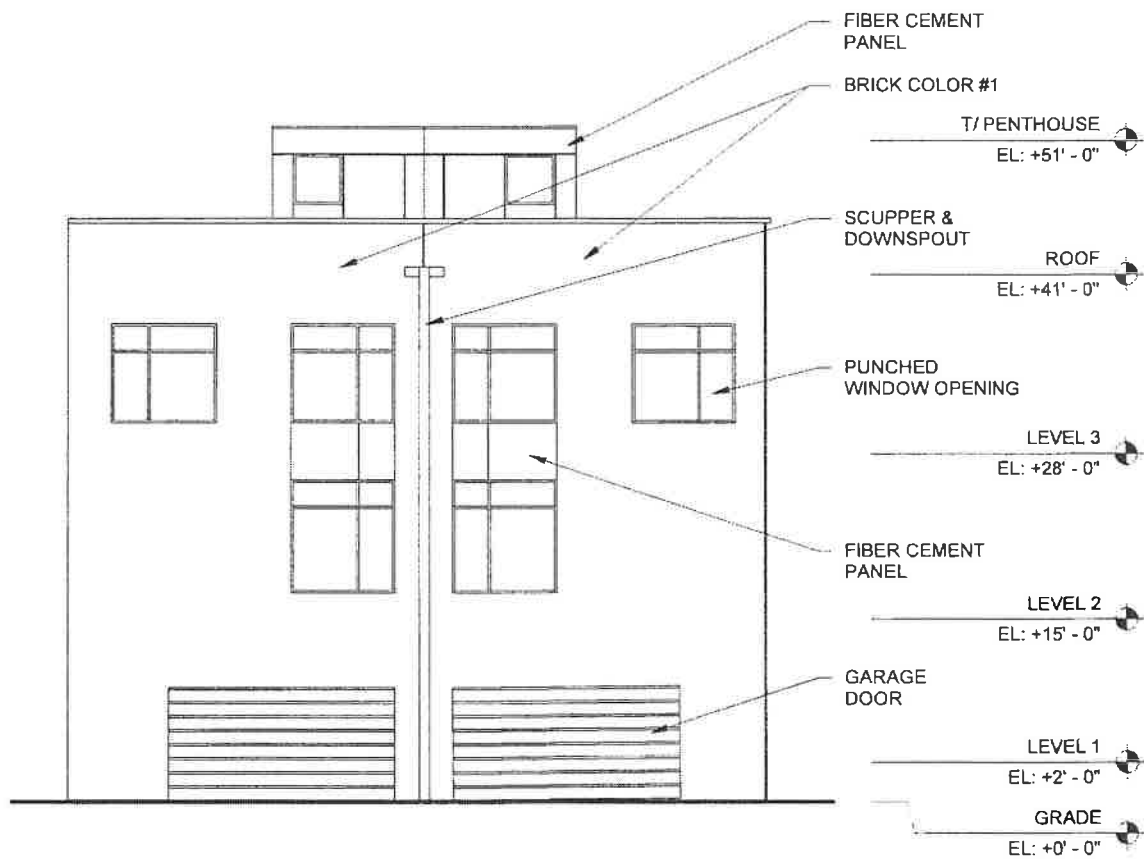 FIBER CEMENT
PANEL
BRICK COLOR #1
T/ PENTHOUSE
EL: +51' - 0"
SCUPPER &
DOWNSPOUT
ROOF
EL: +41' - 0"
PUNCHED
WINDOW OPENING
LEVEL 3
EL: +28' - 0"
FIBER CEMENT
PANEL
LEVEL 2
EL: +15' - 0"
GARAGE
DOOR
LEVEL 1
EL: +2' - 0"
GRADE
EL: +0' - 0"